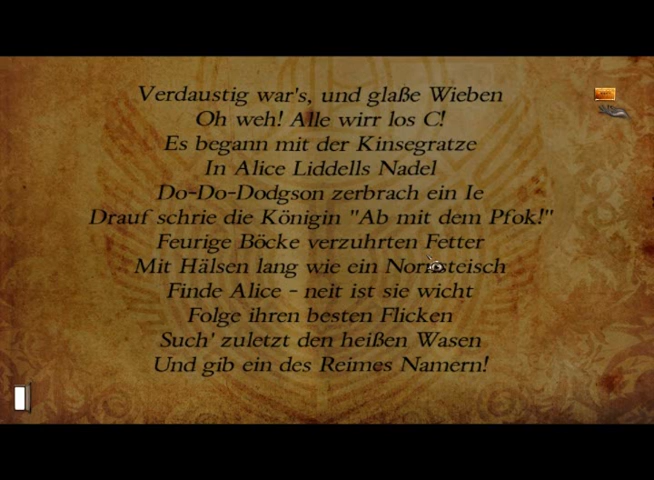 Verdaustig war's, und glaße Wieben
Oh weh! Alle wirr los C!
Es begann mit der Kinsegratze
In Alice Liddells Nadel
Do-Do-Dodgson zerbrach ein Ie
Drauf schrie die Königin "Ab mit dem Pfok!"
Feurige Böcke verzuhrten Fetter
Mit Hälsen lang wie ein
Finde Alice - neit ist sie wicht
Folge ihren besten Flicken
Such' zuletzt den heißen Wasen
Und gib ein des Reimes Namern!